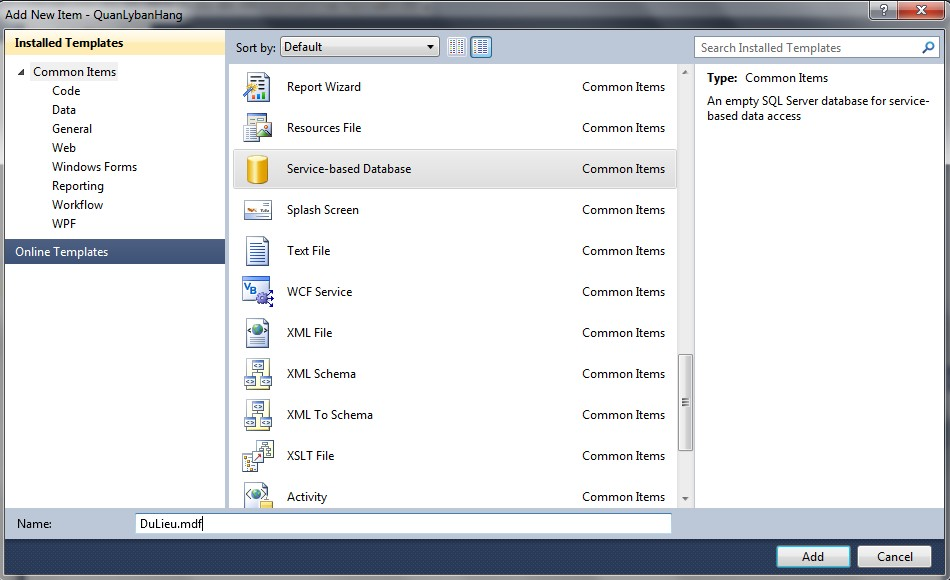 Add New Item - QuanLybanHang
Installed Templates
Sort by: Default
Search Installed Templates
Common Items
Code
Data
General
Web
Windows Forms
Reporting
Workflow
WPF
Online Templates
Report Wizard Common Items
Resources File Common Items
Service-based Database Common Items
Splash Screen Common Items
Text File Common Items
WCF Service Common Items
XML File Common Items
XML Schema Common Items
XML To Schema Common Items
XSLT File Common Items
Activity Common Items
Type: Common Items
An empty SQL Server database for service-
based data access
Name: DuLieu.mdf
Add Cancel